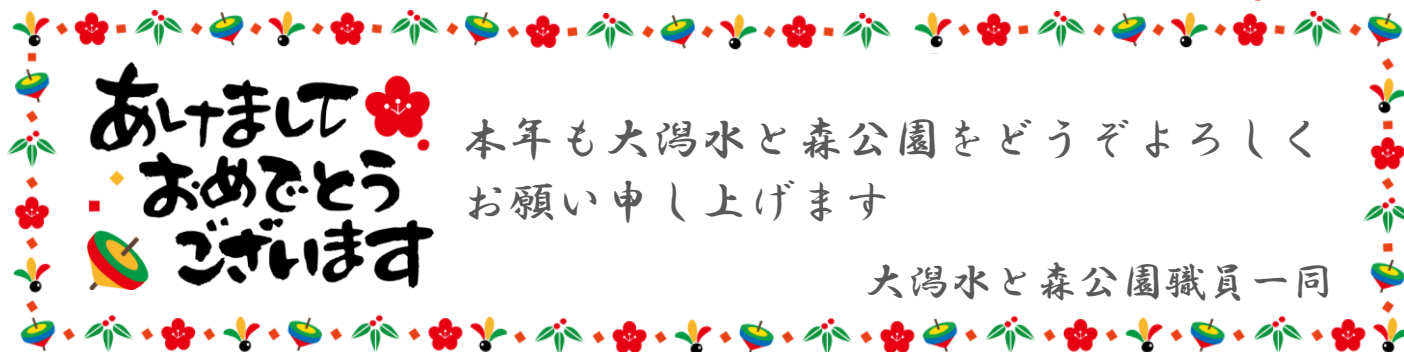 あけまして
おめでとう
ございます
本年も大潟水と森公園をどうぞよろしく
お願い申し上げます
大潟水と森公園職員一同